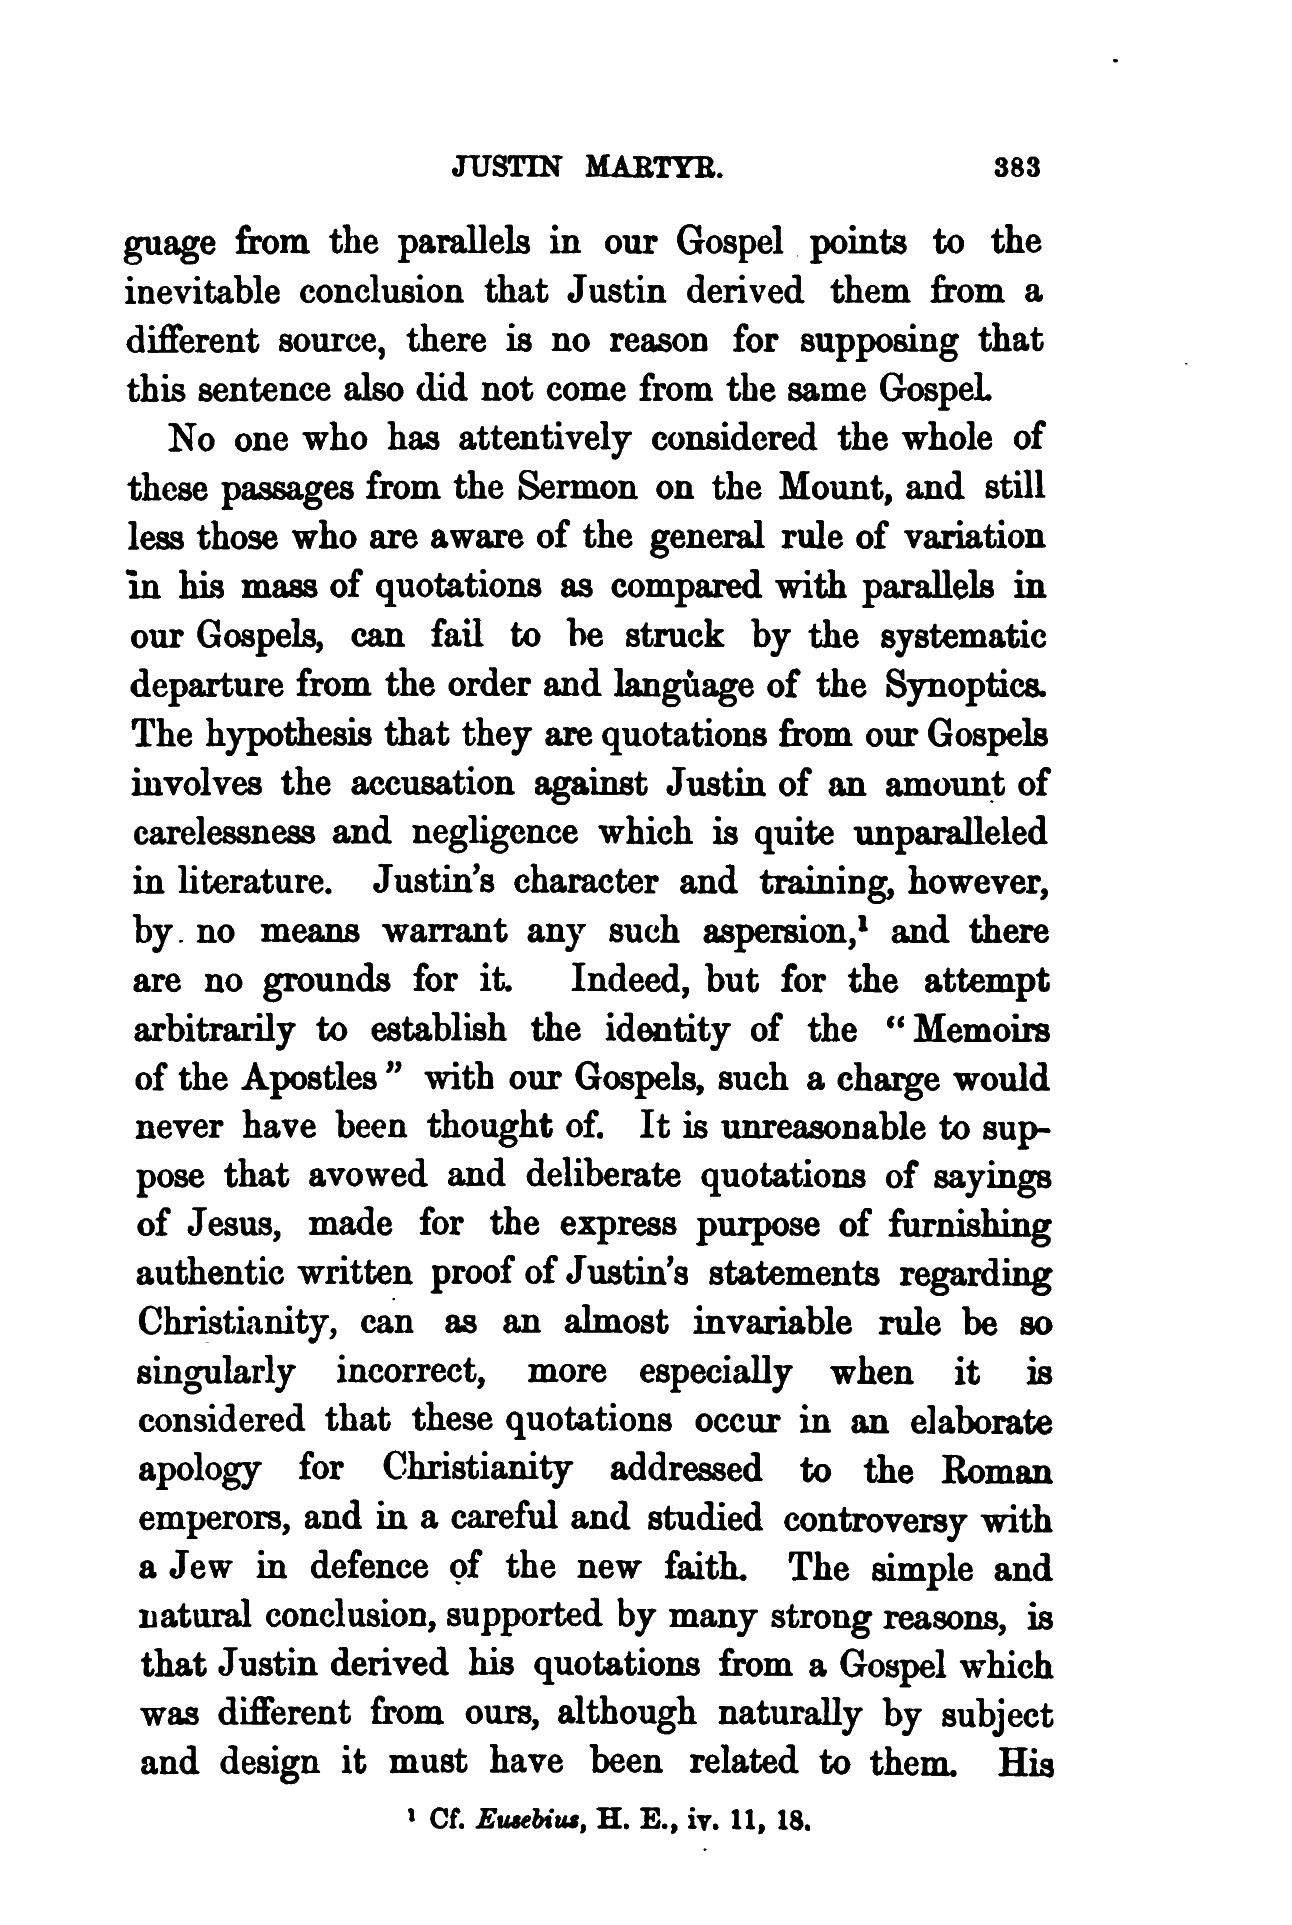 JUSTIN MARTYR. 383
guage from the parallels in our Gospel points to the
inevitable conclusion that Justin derived them from a
different source, there is no reason for supposing that
this sentence also did not come from the same Gospel.
No one who has attentively considered the whole of
these passages from the Sermon on the Mount, and still
less those who are aware of the general rule of variation
in his mass of quotations as compared with parallels in
our Gospels, can fail to be struck by the systematic
departure from the order and language of the Synoptics.
The hypothesis that they are quotations from our Gospels
involves the accusation against Justin of an amount of
carelessness and negligence which is quite unparalleled
in literature. Justin's character and training, however,
by no means warrant any such aspersion,¹ and there
are no grounds for it. Indeed, but for the attempt
arbitrarily to establish the identity of the “Memoirs
of the Apostles” with our Gospels, such a charge would
never have been thought of. It is unreasonable to sup-
pose that avowed and deliberate quotations of sayings
of Jesus, made for the express purpose of furnishing
authentic written proof of Justin's statements regarding
Christianity, can as an almost invariable rule be so
singularly incorrect, more especially when it is
considered that these quotations occur in an elaborate
apology for Christianity addressed to the Roman
emperors, and in a careful and studied controversy with
a Jew in defence of the new faith. The simple and
natural conclusion, supported by many strong reasons, is
that Justin derived his quotations from a Gospel which
was different from ours, although naturally by subject
and design it must have been related to them. His
¹ Cf. Eusebius, H. E., iv. 11, 18.